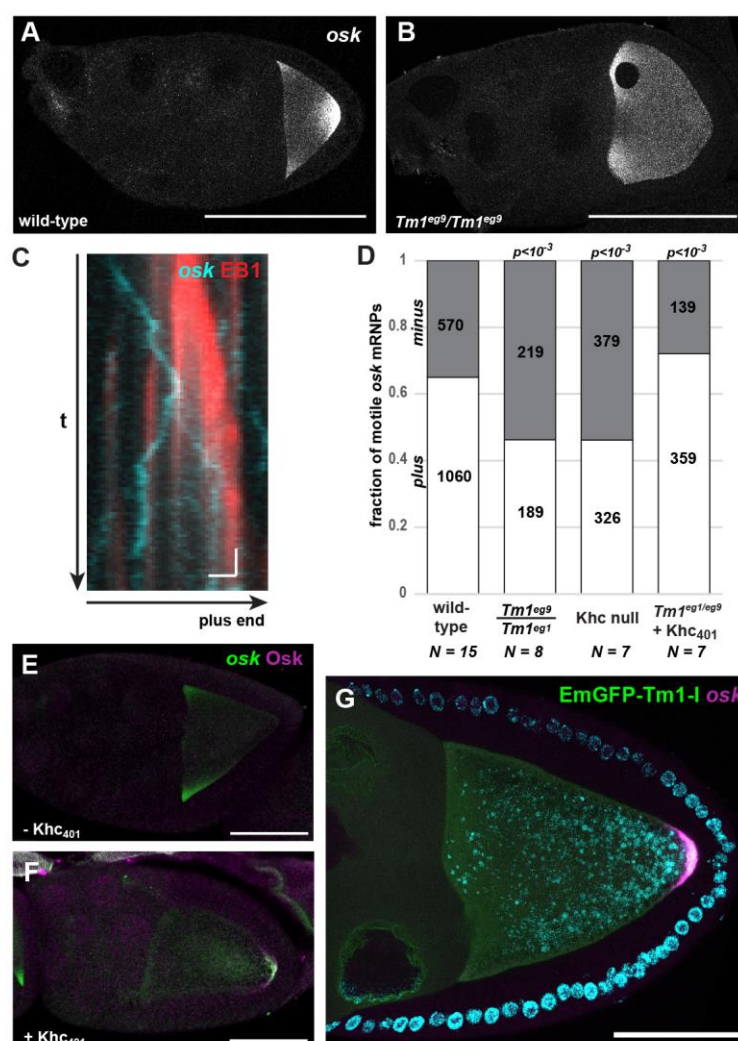 A
osk
wild-type
B
Tm1eg9/Tm1eg9
C
osk EB1
t
plus end
D
p<10-3 p<10-3 p<10-3
1
0.8
0.6
0.4
0.2
0
fraction of motile osk mRNPs
minus
plus
570
219
379
139
1060
189
326
359
wild-
type
Tm1eg9
Tm1eg1
Khc null
Tm1eg1/eg9
+ Khc401
N = 15 N = 8 N = 7 N = 7
E
osk Osk
- Khc401
F
+ Khc401
G
EmGFP-Tm1-I osk